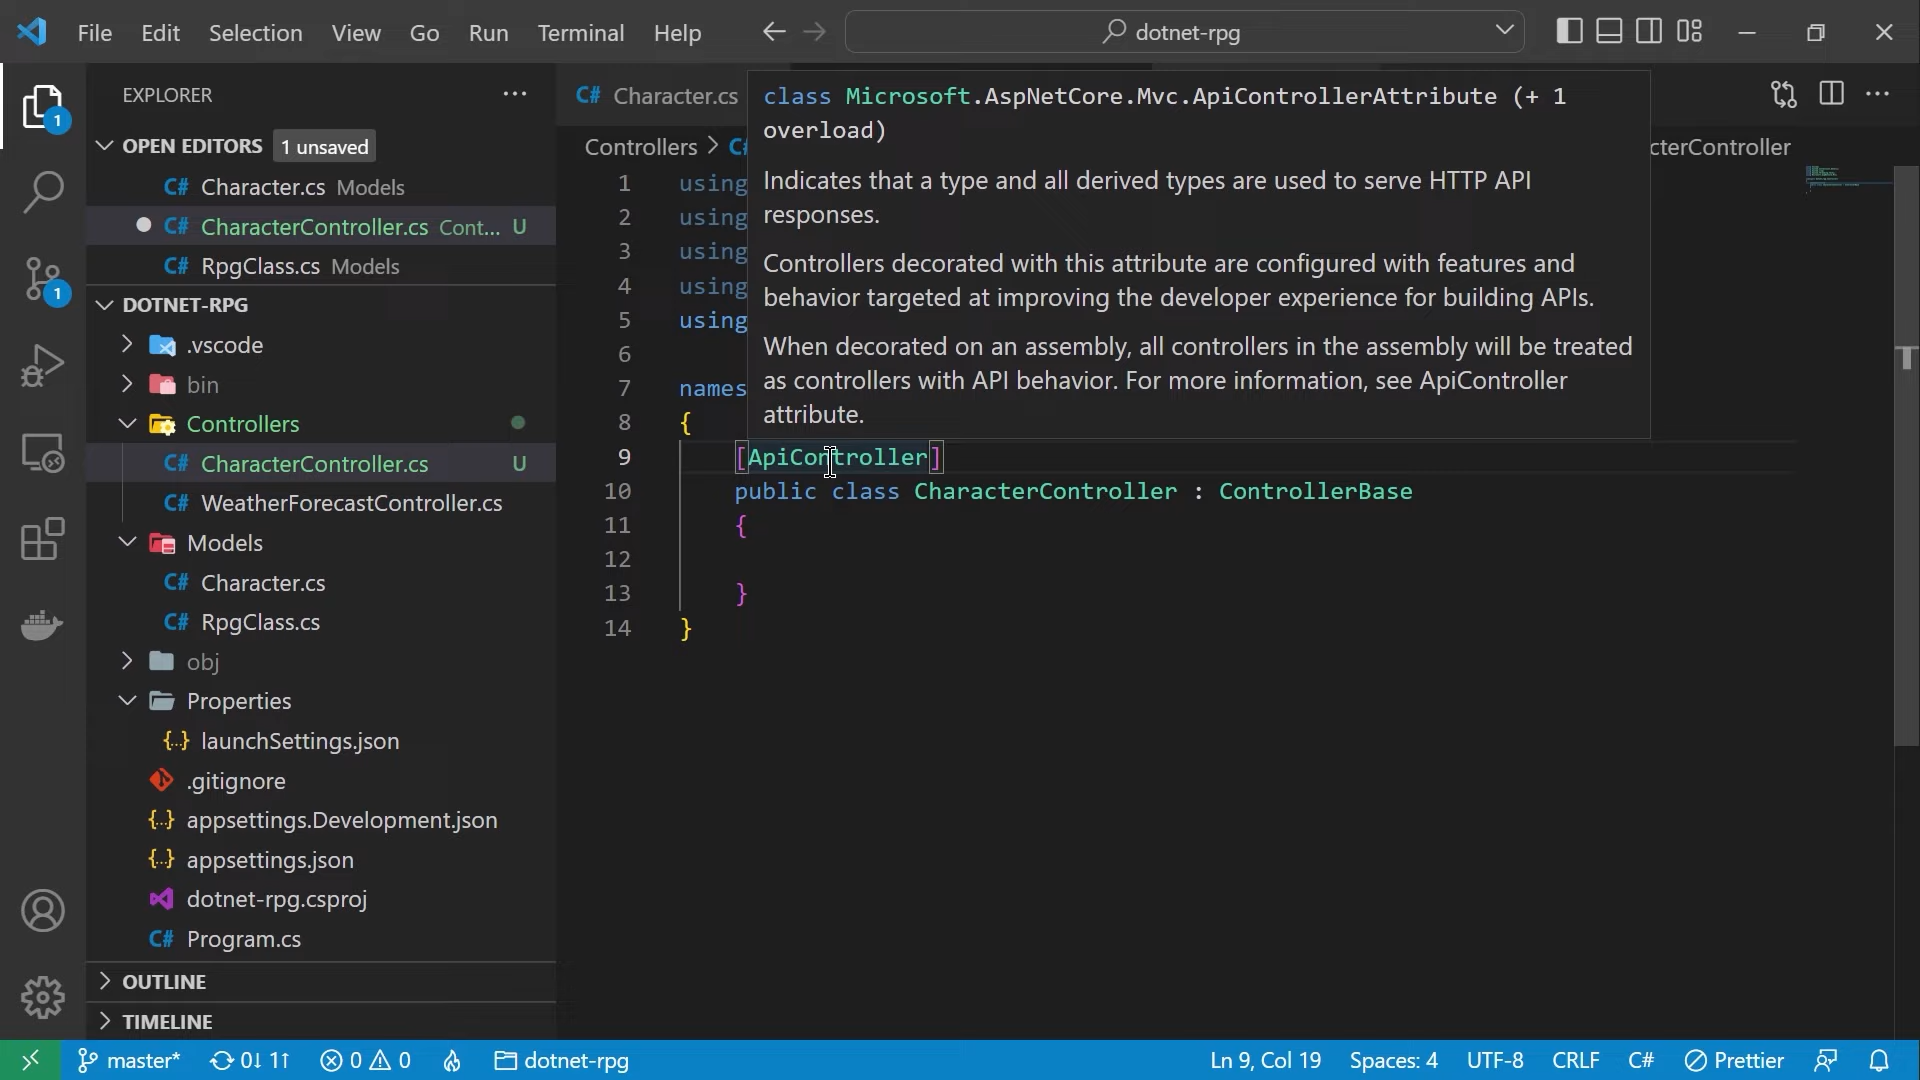 File Edit Selection View Go Run Terminal Help dotnet-rpg
EXPLORER
OPEN EDITORS 1 unsaved
C# Character.cs Models
C# CharacterController.cs Cont... U
C# RpgClass.cs Models
DOTNET-RPG
.vscode
bin
Controllers
C# CharacterController.cs U
C# WeatherForecastController.cs
Models
C# Character.cs
C# RpgClass.cs
obj
Properties
{..} launchSettings.json
.gitignore
{..} appsettings.Development.json
{..} appsettings.json
dotnet-rpg.csproj
C# Program.cs
OUTLINE
TIMELINE
1
1
C# Character.cs
Controllers > C# cterController
class Microsoft.AspNetCore.Mvc.ApiControllerAttribute (+ 1
overload)
Indicates that a type and all derived types are used to serve HTTP API
responses.
Controllers decorated with this attribute are configured with features and
behavior targeted at improving the developer experience for building APIs.
When decorated on an assembly, all controllers in the assembly will be treated
as controllers with API behavior. For more information, see ApiController
attribute.
1 using
2 using
3 using
4 using
5 using
6
7 names
8 {
9 [ApiController]
10 public class CharacterController : ControllerBase
11 {
12
13 }
14 }
master* 0↓ 1↑ 0 0 dotnet-rpg Ln 9, Col 19 Spaces: 4 UTF-8 CRLF C# Prettier